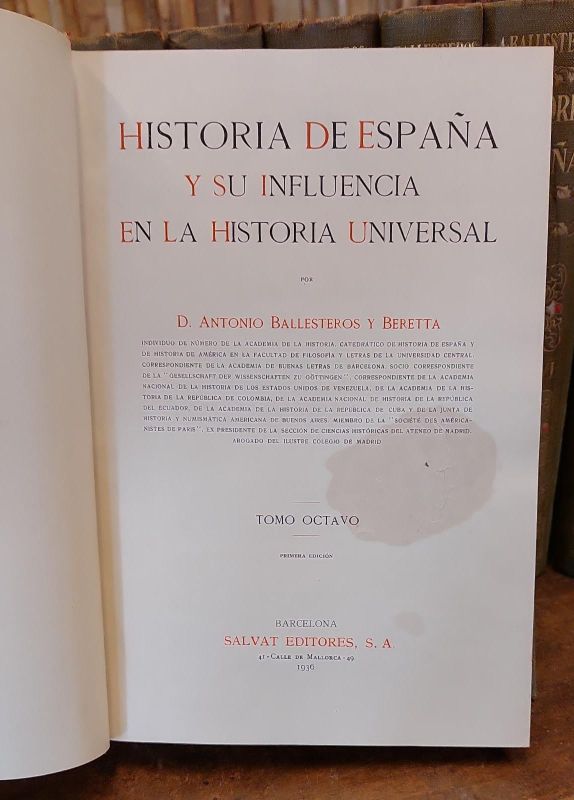 HISTORIA DE ESPAÑA
Y SU INFLUENCIA
EN LA HISTORIA UNIVERSAL
POR
D. ANTONIO BALLESTEROS Y BERETTA
INDIVIDUO DE NÚMERO DE LA ACADEMIA DE LA HISTORIA. CATEDRÁTICO DE HISTORIA DE ESPAÑA Y
DE HISTORIA DE AMÉRICA EN LA FACULTAD DE FILOSOFÍA Y LETRAS DE LA UNIVERSIDAD CENTRAL.
CORRESPONDIENTE DE LA ACADEMIA DE BUENAS LETRAS DE BARCELONA. SOCIO CORRESPONDIENTE
DE LA "GESELLSCHAFT DER WISSENSCHAFTEN ZU GÖTTINGEN", CORRESPONDIENTE DE LA ACADEMIA
NACIONAL DE LA HISTORIA DE LOS ESTADOS UNIDOS DE VENEZUELA, DE LA ACADEMIA DE LA HIS-
TORIA DE LA REPÚBLICA DE COLOMBIA, DE LA ACADEMIA NACIONAL DE HISTORIA DE LA REPÚBLICA
DEL ECUADOR, DE LA ACADEMIA DE LA HISTORIA DE LA REPÚBLICA DE CUBA Y DE LA JUNTA DE
HISTORIA Y NUMISMÁTICA AMERICANA DE BUENOS AIRES. MIEMBRO DE LA "SOCIÉTÉ DES AMÉRICA-
NISTES DE PARIS", EX PRESIDENTE DE LA SECCIÓN DE CIENCIAS HISTÓRICAS DEL ATENEO DE MADRID.
ABOGADO DEL ILUSTRE COLEGIO DE MADRID
TOMO OCTAVO
PRIMERA EDICIÓN
BARCELONA
SALVAT EDITORES, S. A.
41-CALLE DE MALLORCA-49
1936